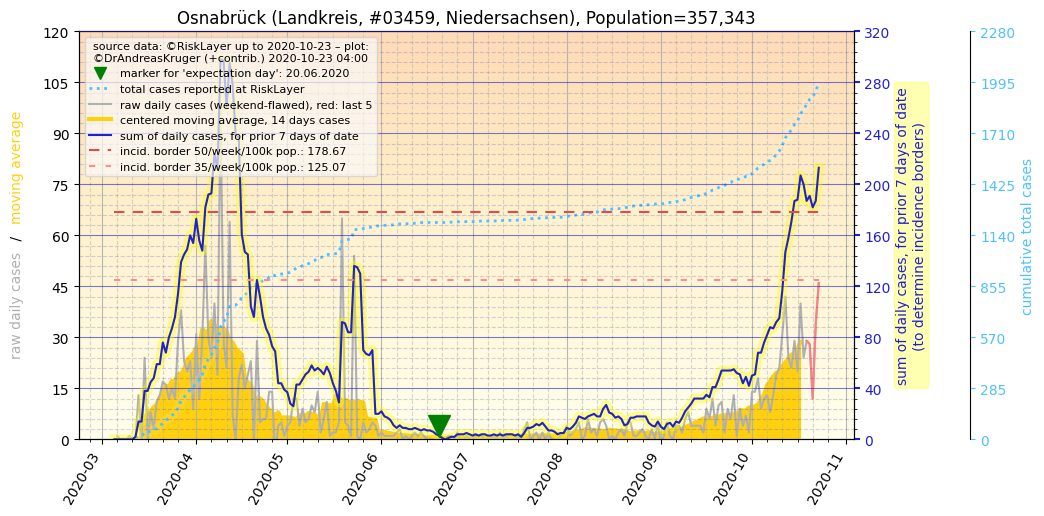 Osnabrück (Landkreis, #03459, Niedersachsen), Population=357,343
source data: ©RiskLayer up to 2020-10-23 – plot:
©DrAndreasKruger (+contrib.) 2020-10-23 04:00
marker for 'expectation day': 20.06.2020
total cases reported at RiskLayer
raw daily cases (weekend-flawed), red: last 5
centered moving average, 14 days cases
sum of daily cases, for prior 7 days of date
incid. border 50/week/100k pop.: 178.67
incid. border 35/week/100k pop.: 125.07
raw daily cases / moving average
120
105
90
75
60
45
30
15
0
2020-03
2020-04
2020-05
2020-06
2020-07
2020-08
2020-09
2020-10
2020-11
320
280
240
200
160
120
80
40
0
sum of daily cases, for prior 7 days of date
(to determine incidence borders)
2280
1995
1710
1425
1140
855
570
285
0
cumulative total cases